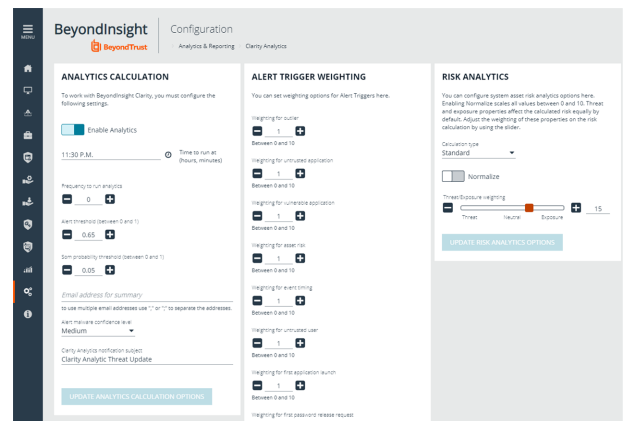 MENU
BeyondInsight
BeyondTrust
Configuration
Analytics & Reporting Clarity Analytics
ANALYTICS CALCULATION
To work with BeyondInsight Clarity, you must configure the
following settings.
Enable Analytics
11:30 P.M.
Time to run at
(hours, minutes)
Frequency to run analytics
0
Alert threshold (between 0 and 1)
0.65
Som probability threshold (between 0 and 1)
0.05
Email address for summary
to use multiple email addresses use "," or ";" to separate the addresses.
Alert malware confidence level
Medium
Clarity Analytics notification subject
Clarity Analytic Threat Update
UPDATE ANALYTICS CALCULATION OPTIONS
ALERT TRIGGER WEIGHTING
You can set weighting options for Alert Triggers here.
Weighting for outlier
1
Between 0 and 10
Weighting for untrusted application
1
Between 0 and 10
Weighting for vulnerable application
1
Between 0 and 10
Weighting for asset risk
1
Between 0 and 10
Weighting for event timing
1
Between 0 and 10
Weighting for untrusted user
1
Between 0 and 10
Weighting for first application launch
1
Between 0 and 10
Weighting for first password release request
RISK ANALYTICS
You can configure system asset risk analytics options here.
Enabling Normalize scales all values between 0 and 10. Threat
and exposure properties affect the calculated risk equally by
default. Adjust the weighting of these properties on the risk
calculation by using the slider.
Calculation type
Standard
Normalize
Threat/Exposure weighting
15
Threat Neutral Exposure
UPDATE RISK ANALYTICS OPTIONS